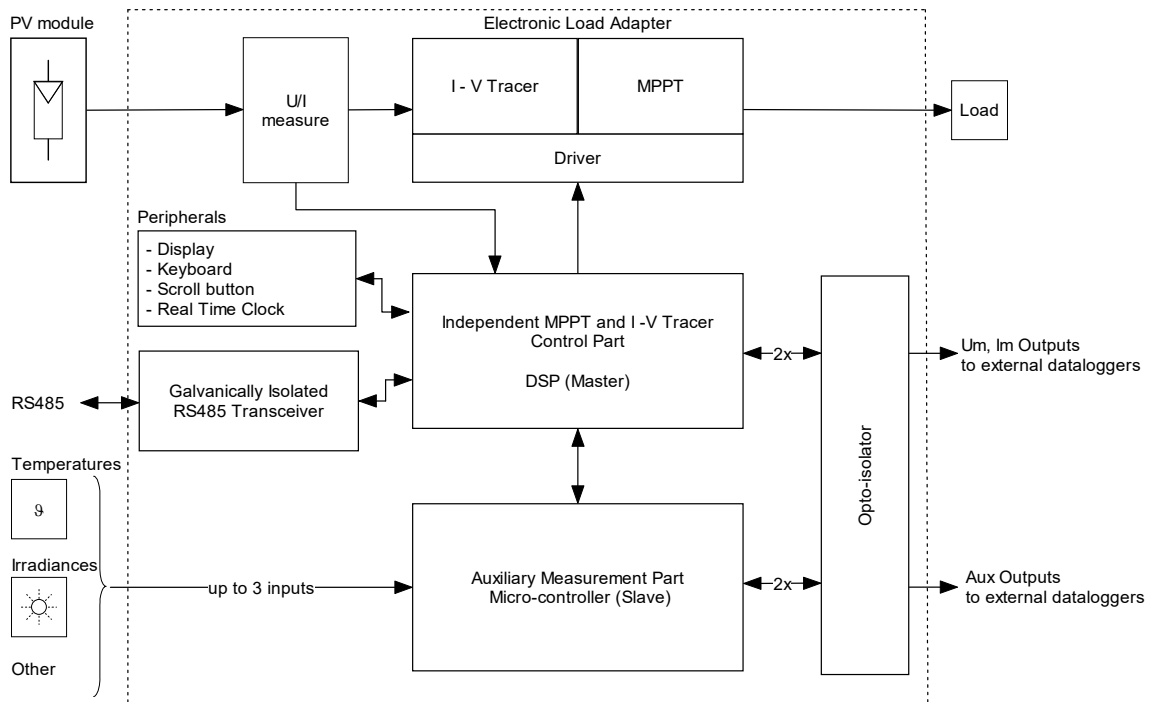 PV module
Electronic Load Adapter
U/I
measure
I - V Tracer
MPPT
Driver
Load
Peripherals
- Display
- Keyboard
- Scroll button
- Real Time Clock
Independent MPPT and I -V Tracer
Control Part
DSP (Master)
2x
Um, Im Outputs
to external dataloggers
RS485
Galvanically Isolated
RS485 Transceiver
Opto-isolator
Temperatures
ϑ
Irradiances
up to 3 inputs
Auxiliary Measurement Part
Micro-controller (Slave)
2x
Aux Outputs
to external dataloggers
Other